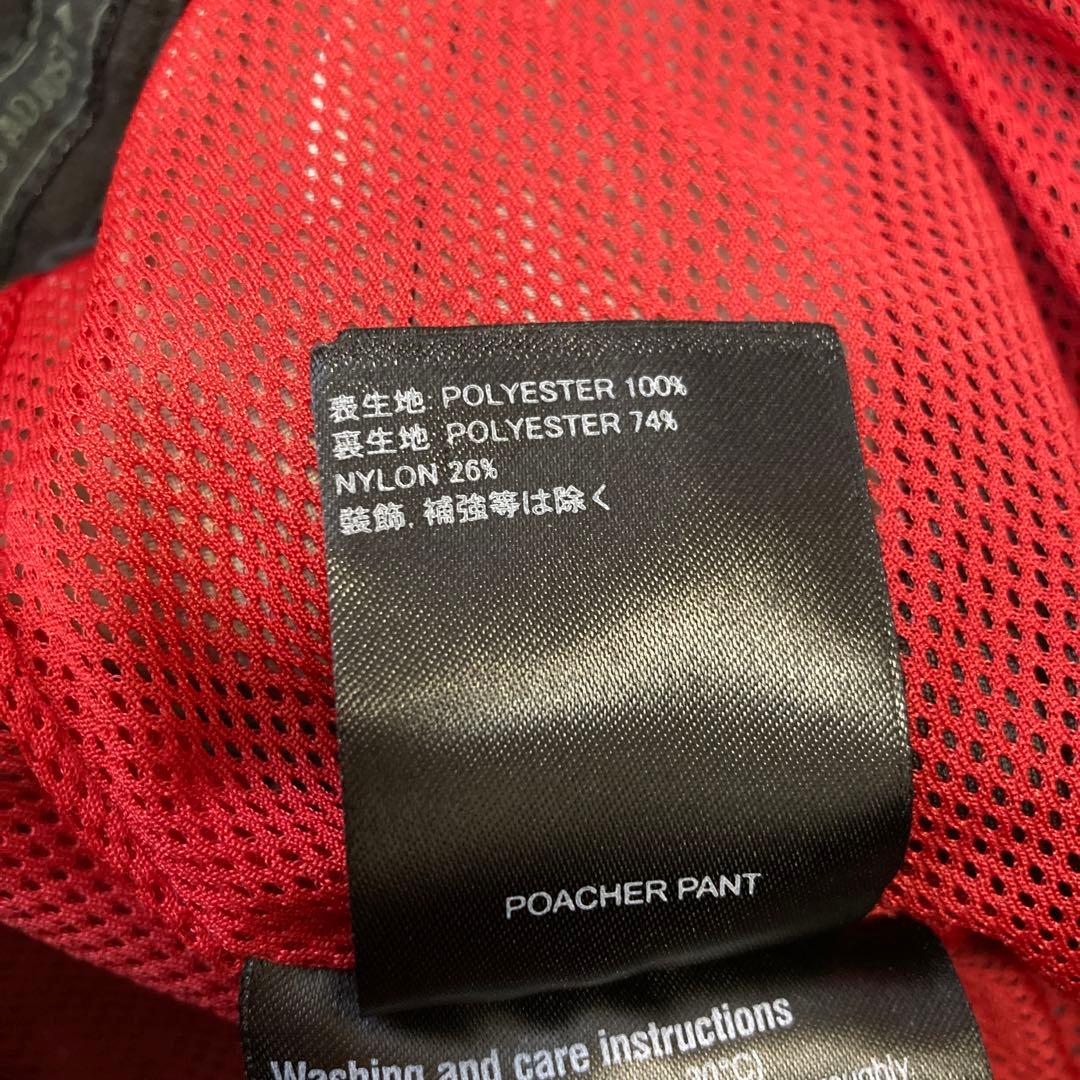 表生地: POLYESTER 100%
裏生地: POLYESTER 74%
NYLON 26%
装飾, 補強等は除く
POACHER PANT
Washing and care instructions